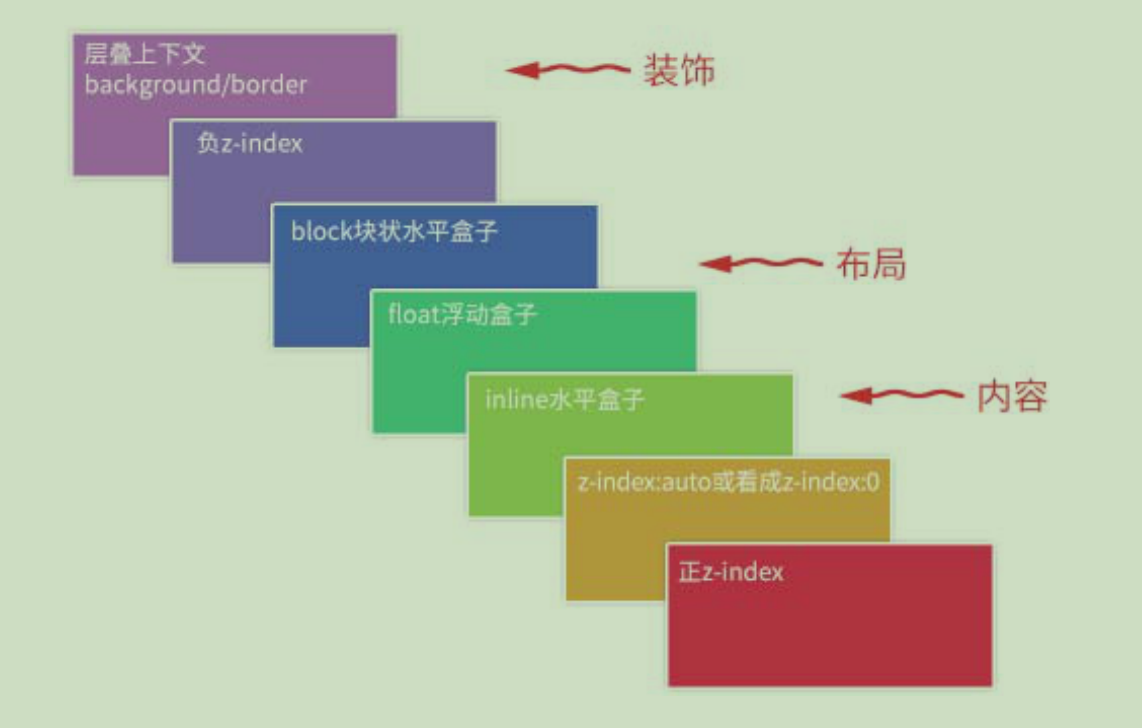 层叠上下文
background/border
装饰
负z-index
block块状水平盒子
布局
float浮动盒子
inline水平盒子
内容
z-index:auto或看成z-index:0
正z-index